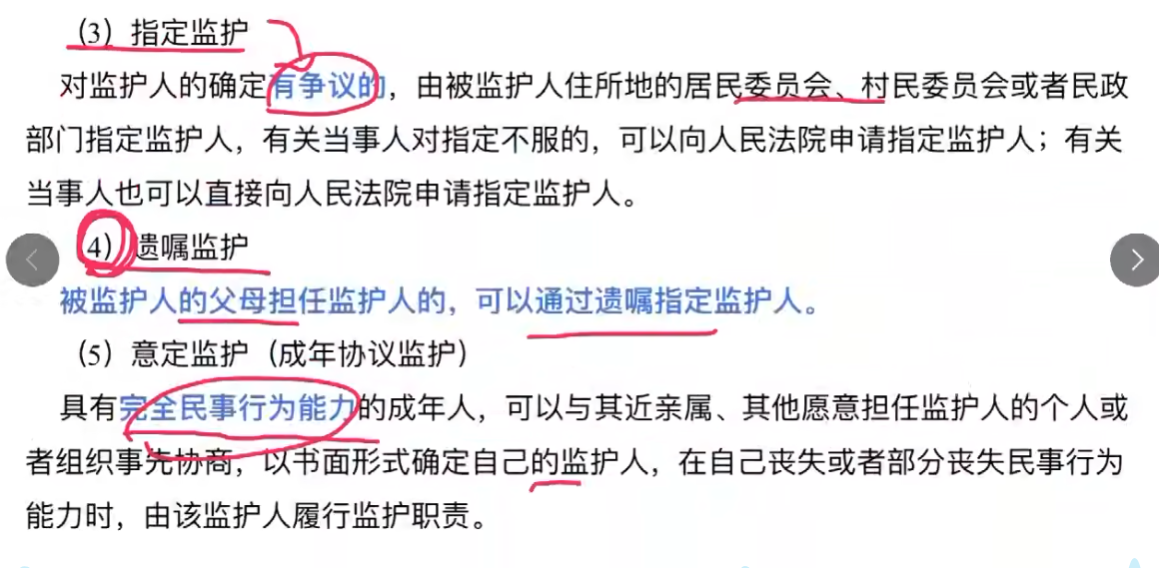 （3）指定监护
对监护人的确定有争议的，由被监护人住所地的居民委员会、村民委员会或者民政
部门指定监护人，有关当事人对指定不服的，可以向人民法院申请指定监护人；有关
当事人也可以直接向人民法院申请指定监护人。
4）遗嘱监护
被监护人的父母担任监护人的，可以通过遗嘱指定监护人。
（5）意定监护（成年协议监护）
具有完全民事行为能力的成年人，可以与其近亲属、其他愿意担任监护人的个人或
者组织事先协商，以书面形式确定自己的监护人，在自己丧失或者部分丧失民事行为
能力时，由该监护人履行监护职责。